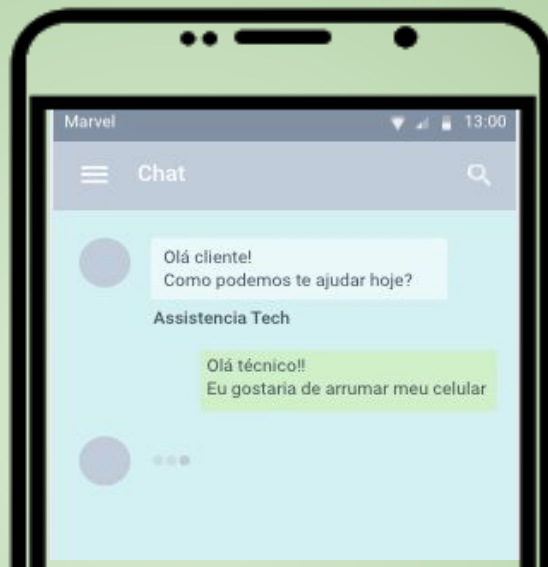 Marvel 13:00
Chat
Olá cliente!
Como podemos te ajudar hoje?
Assistencia Tech
Olá técnico!!
Eu gostaria de arrumar meu celular